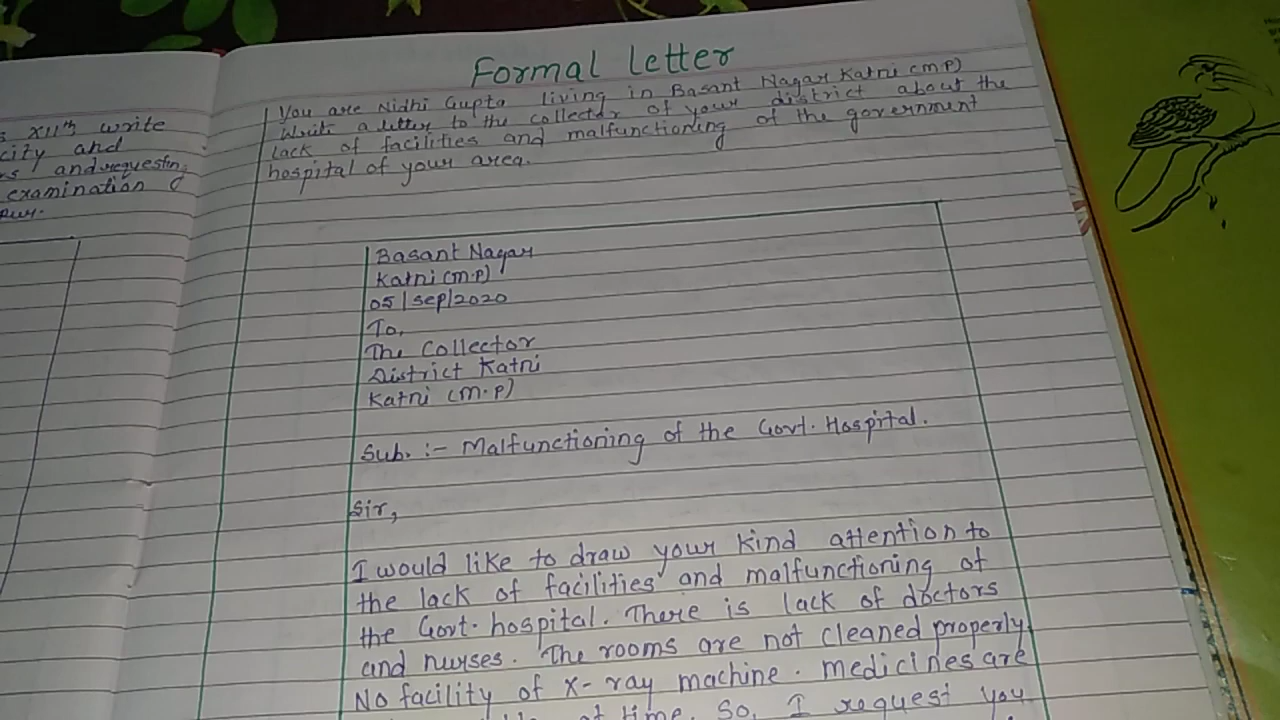 XIIth write
city and
and requesting
examination
Formal Letter
You are Nidhi Gupta living in Basant Nagar Katni (M.P)
Write a letter to the collector of your district about the
lack of facilities and malfunctioning of the government
hospital of your area.
Basant Nagar
Katni (M.P)
05/Sep/2020
To,
The Collector
District Katni
Katni (M.P)
Sub. :- Malfunctioning of the Govt. Hospital.
Sir,
I would like to draw your kind attention to
the lack of facilities and malfunctioning of
the Govt. hospital. There is lack of doctors
and nurses. The rooms are not cleaned properly.
No facility of X-ray machine. Medicines are
at time. So, I request you